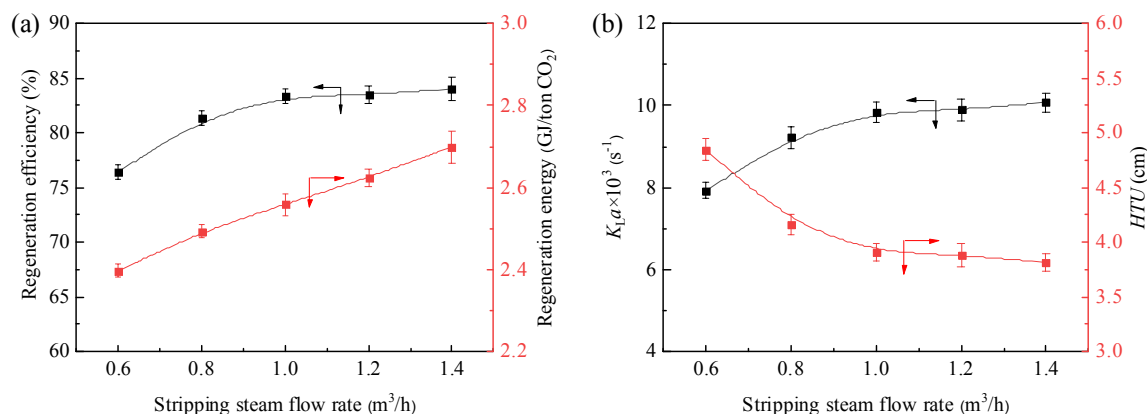 (a)
90
85
80
75
70
65
60
Regeneration efficiency (%)
3.0
2.8
2.6
2.4
2.2
Regeneration energy (GJ/ton CO₂)
0.6 0.8 1.0 1.2 1.4
Stripping steam flow rate (m³/h)
(b)
12
10
8
6
4
K_La×10³ (s⁻¹)
6.0
5.5
5.0
4.5
4.0
3.5
3.0
HTU (cm)
0.6 0.8 1.0 1.2 1.4
Stripping steam flow rate (m³/h)